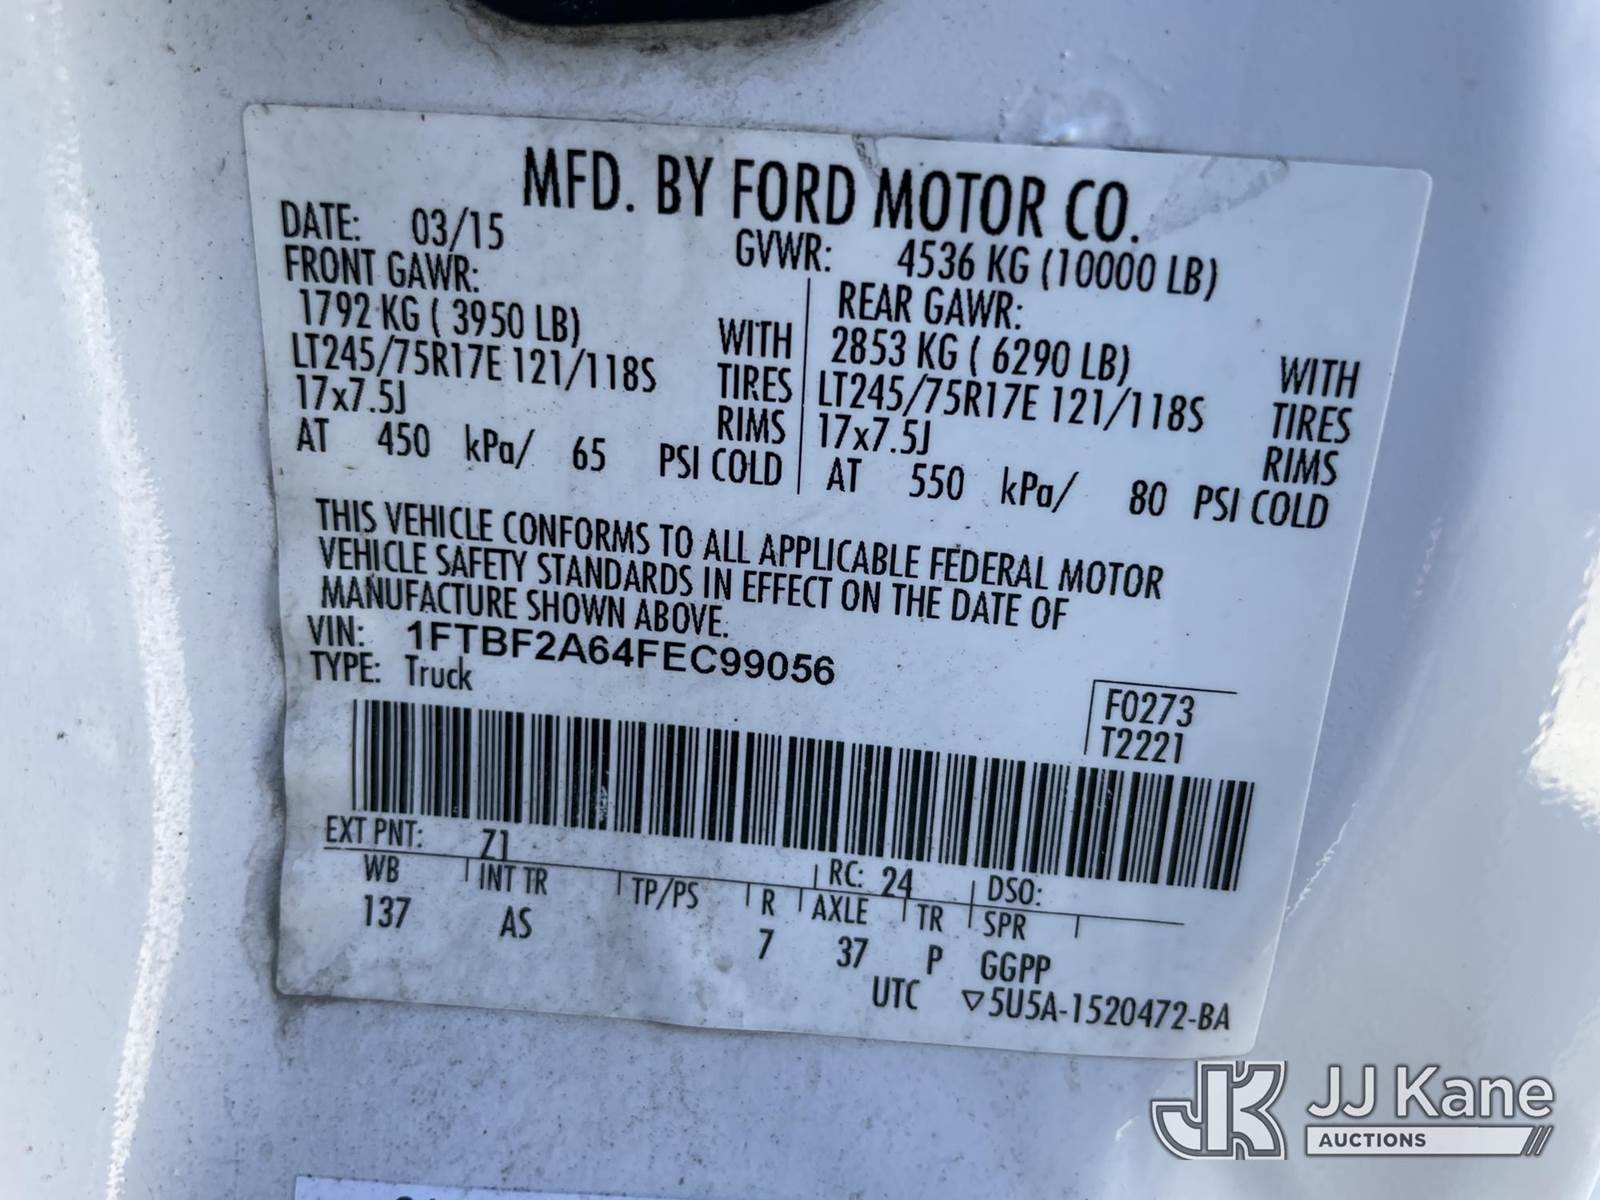 MFD. BY FORD MOTOR CO.
DATE: 03/15 GVWR: 4536 KG (10000 LB)
FRONT GAWR: REAR GAWR:
1792 KG ( 3950 LB) WITH 2853 KG ( 6290 LB) WITH
LT245/75R17E 121/118S TIRES LT245/75R17E 121/118S TIRES
17x7.5J RIMS 17x7.5J RIMS
AT 450 kPa/ 65 PSI COLD AT 550 kPa/ 80 PSI COLD
THIS VEHICLE CONFORMS TO ALL APPLICABLE FEDERAL MOTOR
VEHICLE SAFETY STANDARDS IN EFFECT ON THE DATE OF
MANUFACTURE SHOWN ABOVE.
VIN: 1FTBF2A64FEC99056
TYPE: Truck
F0273
T2221
EXT PNT: Z1 RC: 24 DSO:
WB INT TR TP/PS R AXLE TR SPR
137 AS 7 37 P GGPP
UTC ▽5U5A-1520472-BA
JK JJ Kane
AUCTIONS